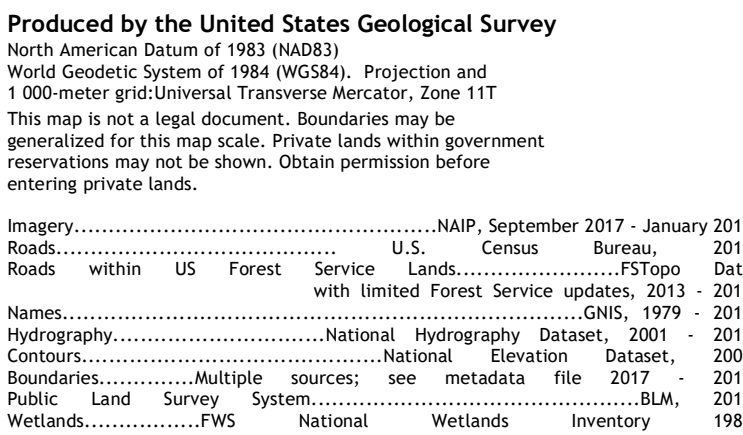 Produced by the United States Geological Survey
North American Datum of 1983 (NAD83)
World Geodetic System of 1984 (WGS84). Projection and
1 000-meter grid:Universal Transverse Mercator, Zone 11T
This map is not a legal document. Boundaries may be
generalized for this map scale. Private lands within government
reservations may not be shown. Obtain permission before
entering private lands.
Imagery.....................................................NAIP, September 2017 - January 201
Roads......................................... U.S. Census Bureau, 201
Roads within US Forest Service Lands........................FSTopo Dat
with limited Forest Service updates, 2013 - 201
Names............................................................................GNIS, 1979 - 201
Hydrography...............................National Hydrography Dataset, 2001 - 201
Contours............................................National Elevation Dataset, 200
Boundaries..............Multiple sources; see metadata file 2017 - 201
Public Land Survey System................................................BLM, 201
Wetlands.................FWS National Wetlands Inventory 198